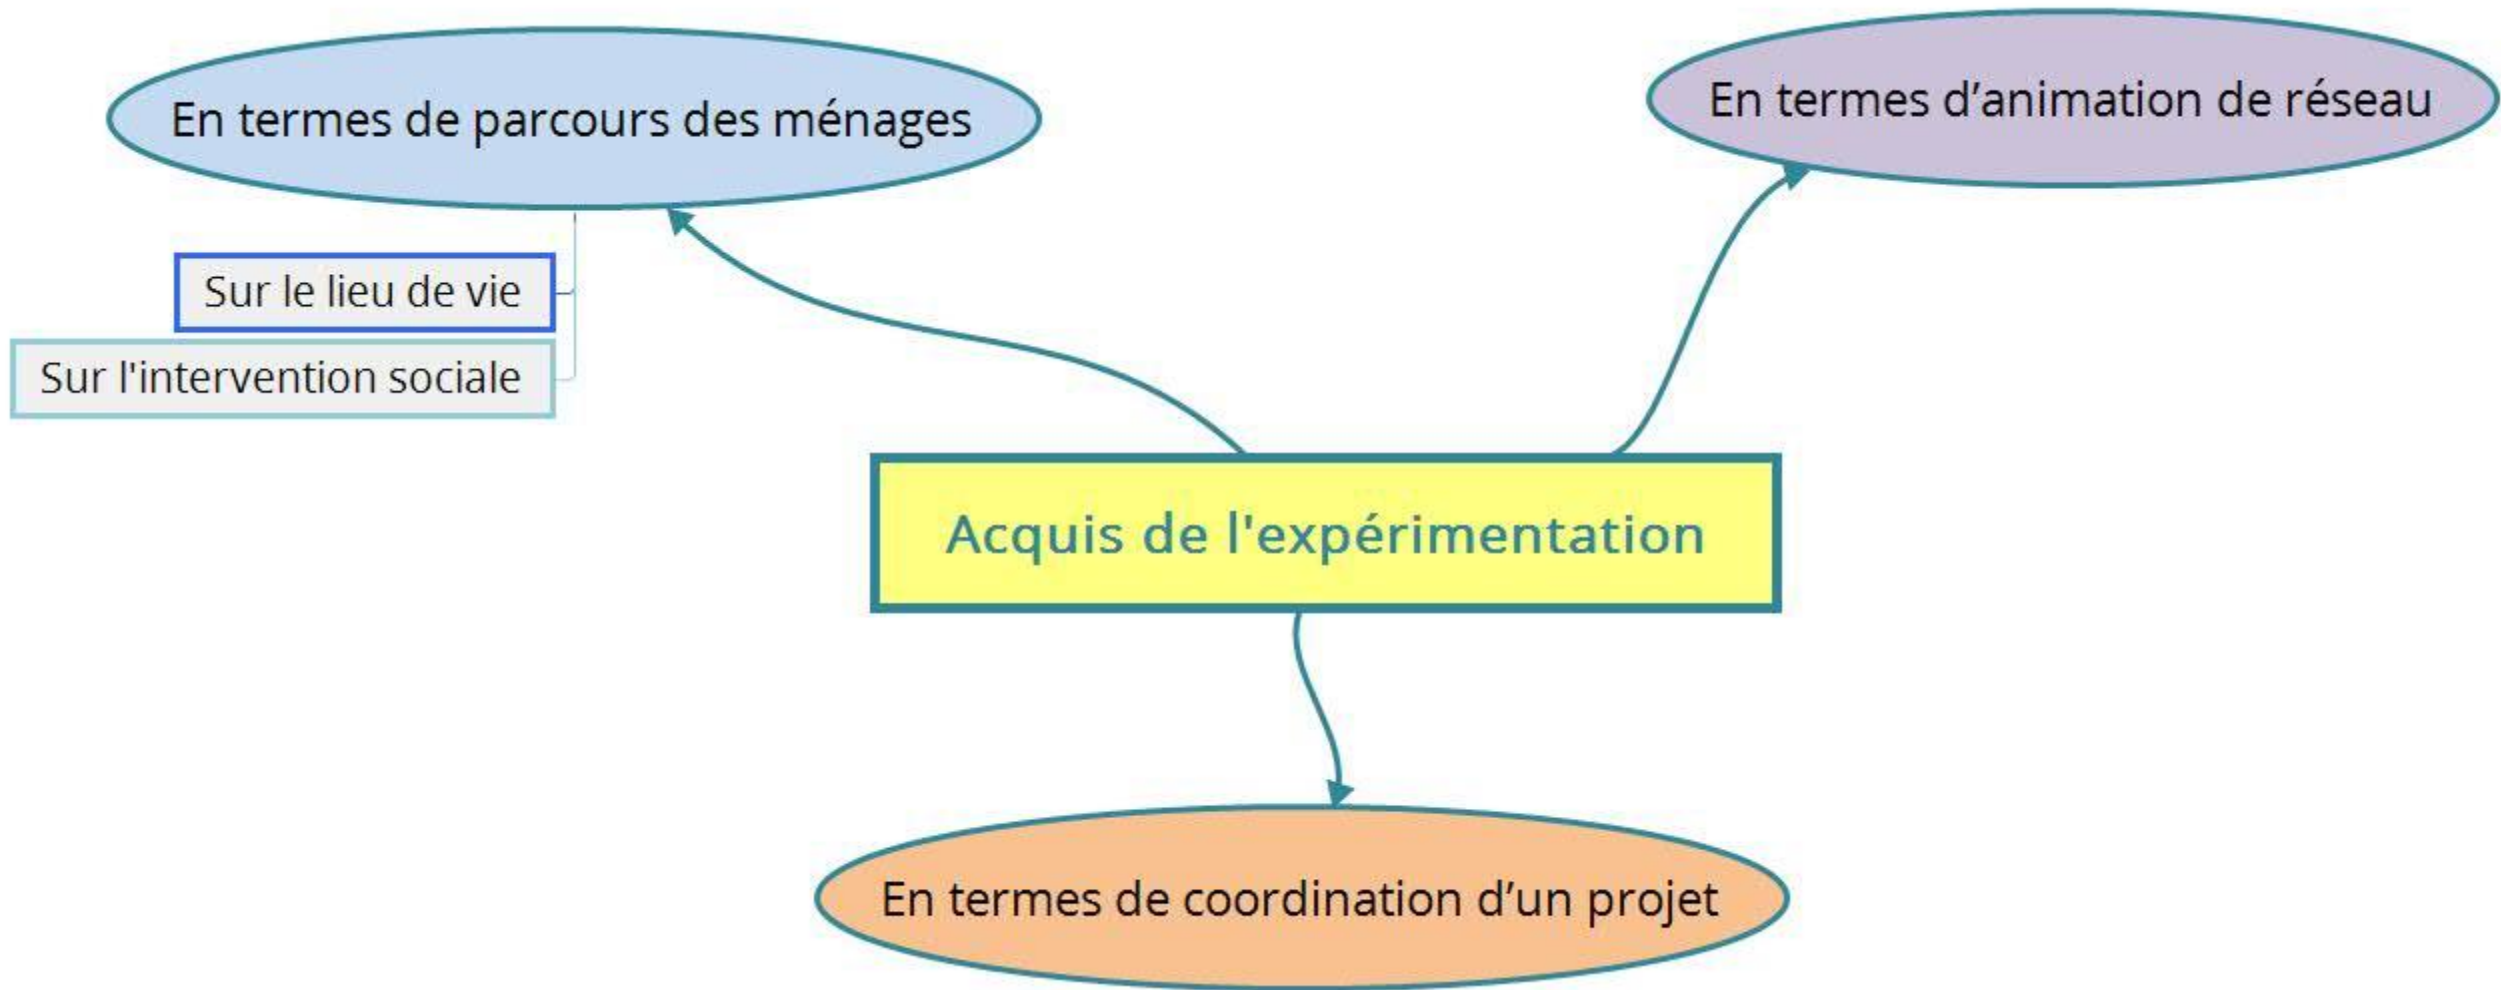 En termes de parcours des ménages
En termes d’animation de réseau
Sur le lieu de vie
Sur l'intervention sociale
Acquis de l'expérimentation
En termes de coordination d’un projet